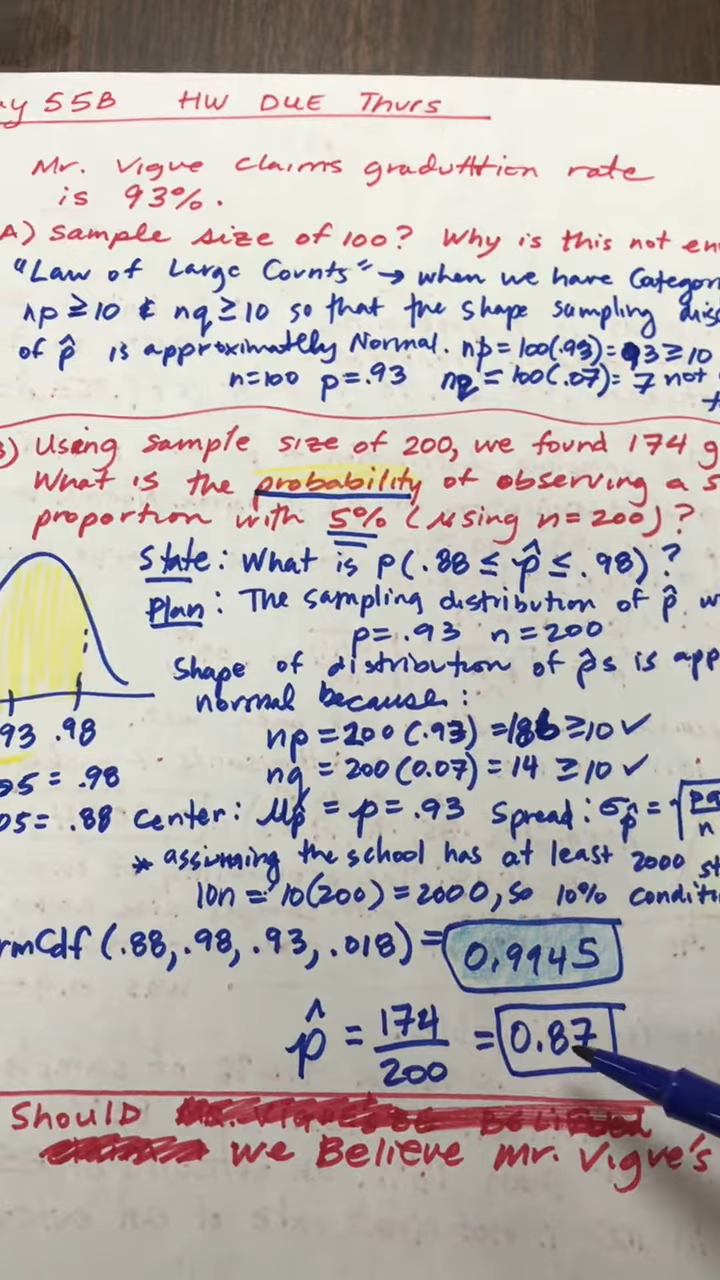 ay 55B HW DUE Thurs
Mr. Vigue claims graduttion rate
is 93%.
A) Sample size of 100? Why is this not en
"Law of Large Counts" → when we have Categor
np ≥ 10 & nq ≥ 10 so that the shape sampling dis
of p̂ is approximately Normal. np = 100(.93) = 93 ≥ 10
n=100 p=.93 nq = 100(.07) = 7 not
B) Using sample size of 200, we found 174 g
What is the probability of observing a s
proportion with 5% (using n=200)?
State: What is P(.88 ≤ p̂ ≤ .98)?
Plan: The sampling distribution of p̂ w
p=.93 n=200
Shape of distribution of p̂s is app
normal because:
93 .98
np = 200(.93) = 186 ≥ 10 ✓
05 = .98
nq = 200(0.07) = 14 ≥ 10 ✓
05 = .88 Center: μp̂ = p = .93 Spread: σp̂ = √pq/n
* assuming the school has at least 2000 st
10n = 10(200) = 2000, so 10% conditi
rmCdf (.88, .98, .93, .018) = 0.9945
p̂ = 174/200 = 0.87
Should
we Believe Mr. Vigue's